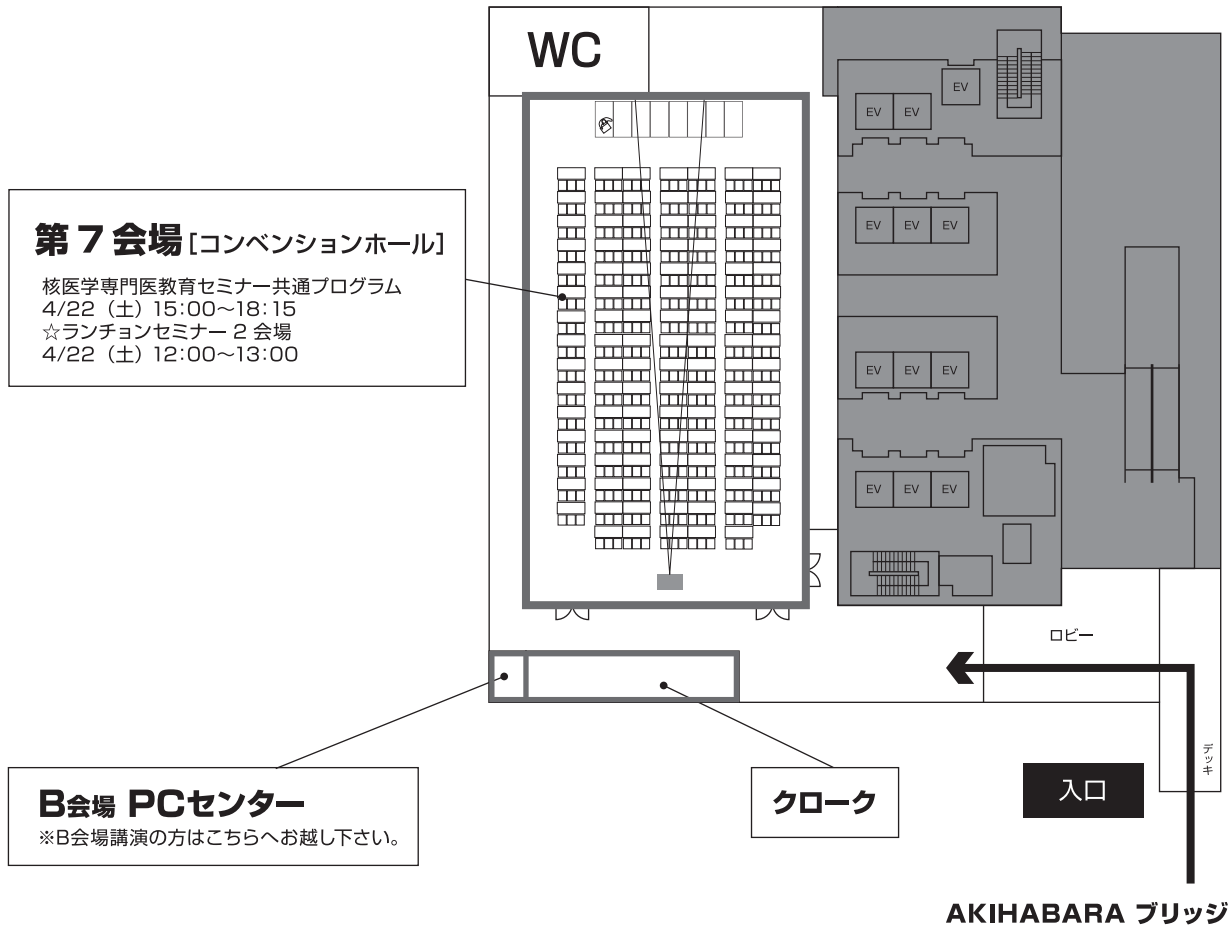 WC
EV
EV
EV
第7会場[コンベンションホール]
核医学専門医教育セミナー共通プログラム
4/22（土）15:00〜18:15
☆ランチョンセミナー 2 会場
4/22（土）12:00〜13:00
EV
EV
EV
EV
EV
EV
EV
EV
EV
ロビー
デッキ
B会場 PCセンター
※B会場講演の方はこちらへお越し下さい。
クローク
入口
AKIHABARA ブリッジ